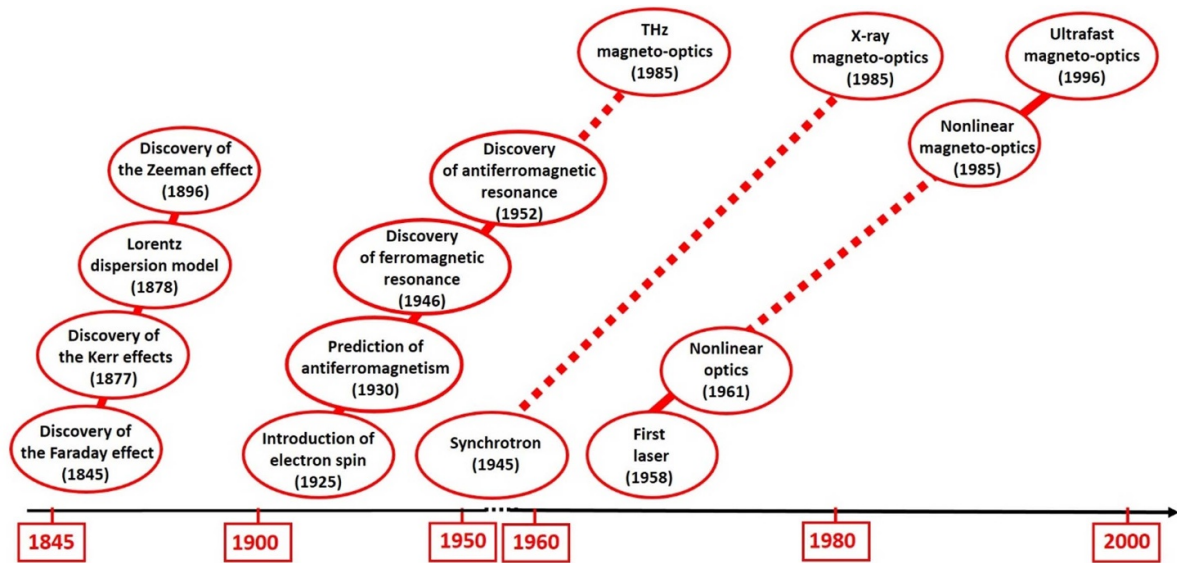 THz
magneto-optics
(1985)
X-ray
magneto-optics
(1985)
Ultrafast
magneto-optics
(1996)
Discovery of
the Zeeman effect
(1896)
Discovery
of antiferromagnetic
resonance
(1952)
Nonlinear
magneto-optics
(1985)
Lorentz
dispersion model
(1878)
Discovery
of ferromagnetic
resonance
(1946)
Discovery of
the Kerr effects
(1877)
Prediction of
antiferromagnetism
(1930)
Nonlinear
optics
(1961)
Discovery of
the Faraday effect
(1845)
Introduction of
electron spin
(1925)
Synchrotron
(1945)
First
laser
(1958)
1845
1900
1950
1960
1980
2000